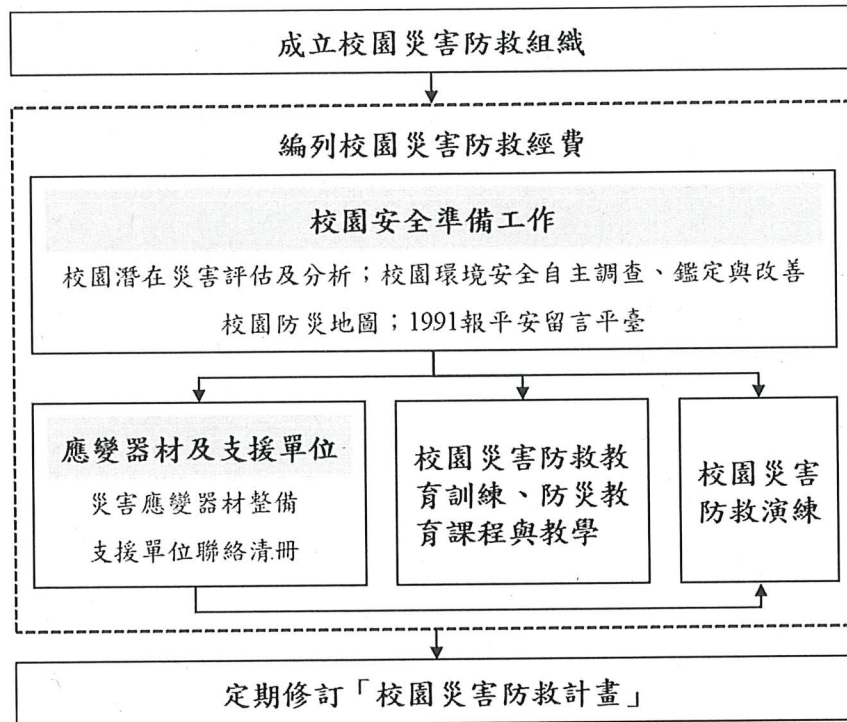 成立校園災害防救組織
編列校園災害防救經費
校園安全準備工作
校園潛在災害評估及分析；校園環境安全自主調查、鑑定與改善
校園防災地圖；1991報平安留言平臺
應變器材及支援單位
災害應變器材整備
支援單位聯絡清冊
校園災害防救教
育訓練、防災教
育課程與教學
校園災害
防救演練
定期修訂「校園災害防救計畫」